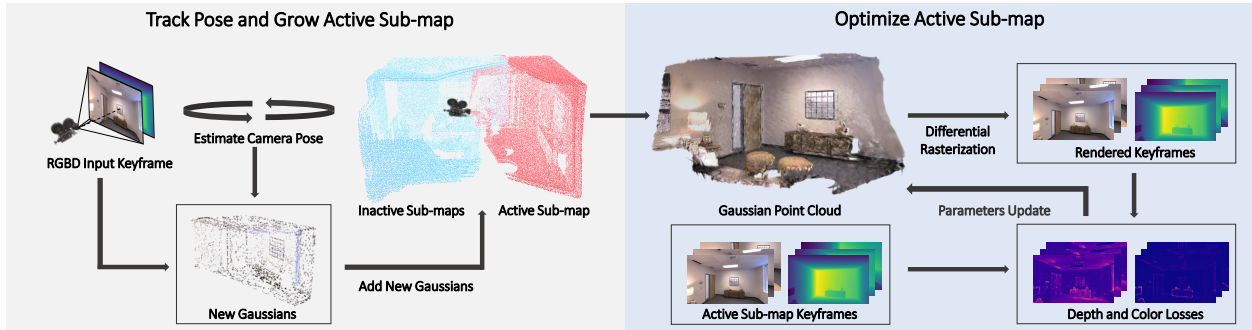 Track Pose and Grow Active Sub-map
Optimize Active Sub-map
RGBD Input Keyframe
Estimate Camera Pose
Inactive Sub-maps
Active Sub-map
New Gaussians
Add New Gaussians
Gaussian Point Cloud
Differential
Rasterization
Rendered Keyframes
Parameters Update
Active Sub-map Keyframes
Depth and Color Losses